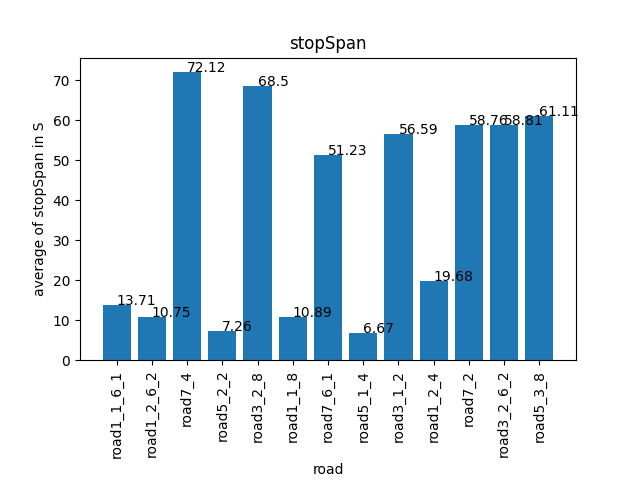 stopSpan
average of stopSpan in S
70
60
50
40
30
20
10
0
13.71
10.75
72.12
7.26
68.5
10.89
51.23
6.67
56.59
19.68
58.76
58.81
61.11
road1_1_6_1
road1_2_6_2
road7_4
road5_2_2
road3_2_8
road1_1_8
road7_6_1
road5_1_4
road3_1_2
road1_2_4
road7_2
road3_2_6_2
road5_3_8
road